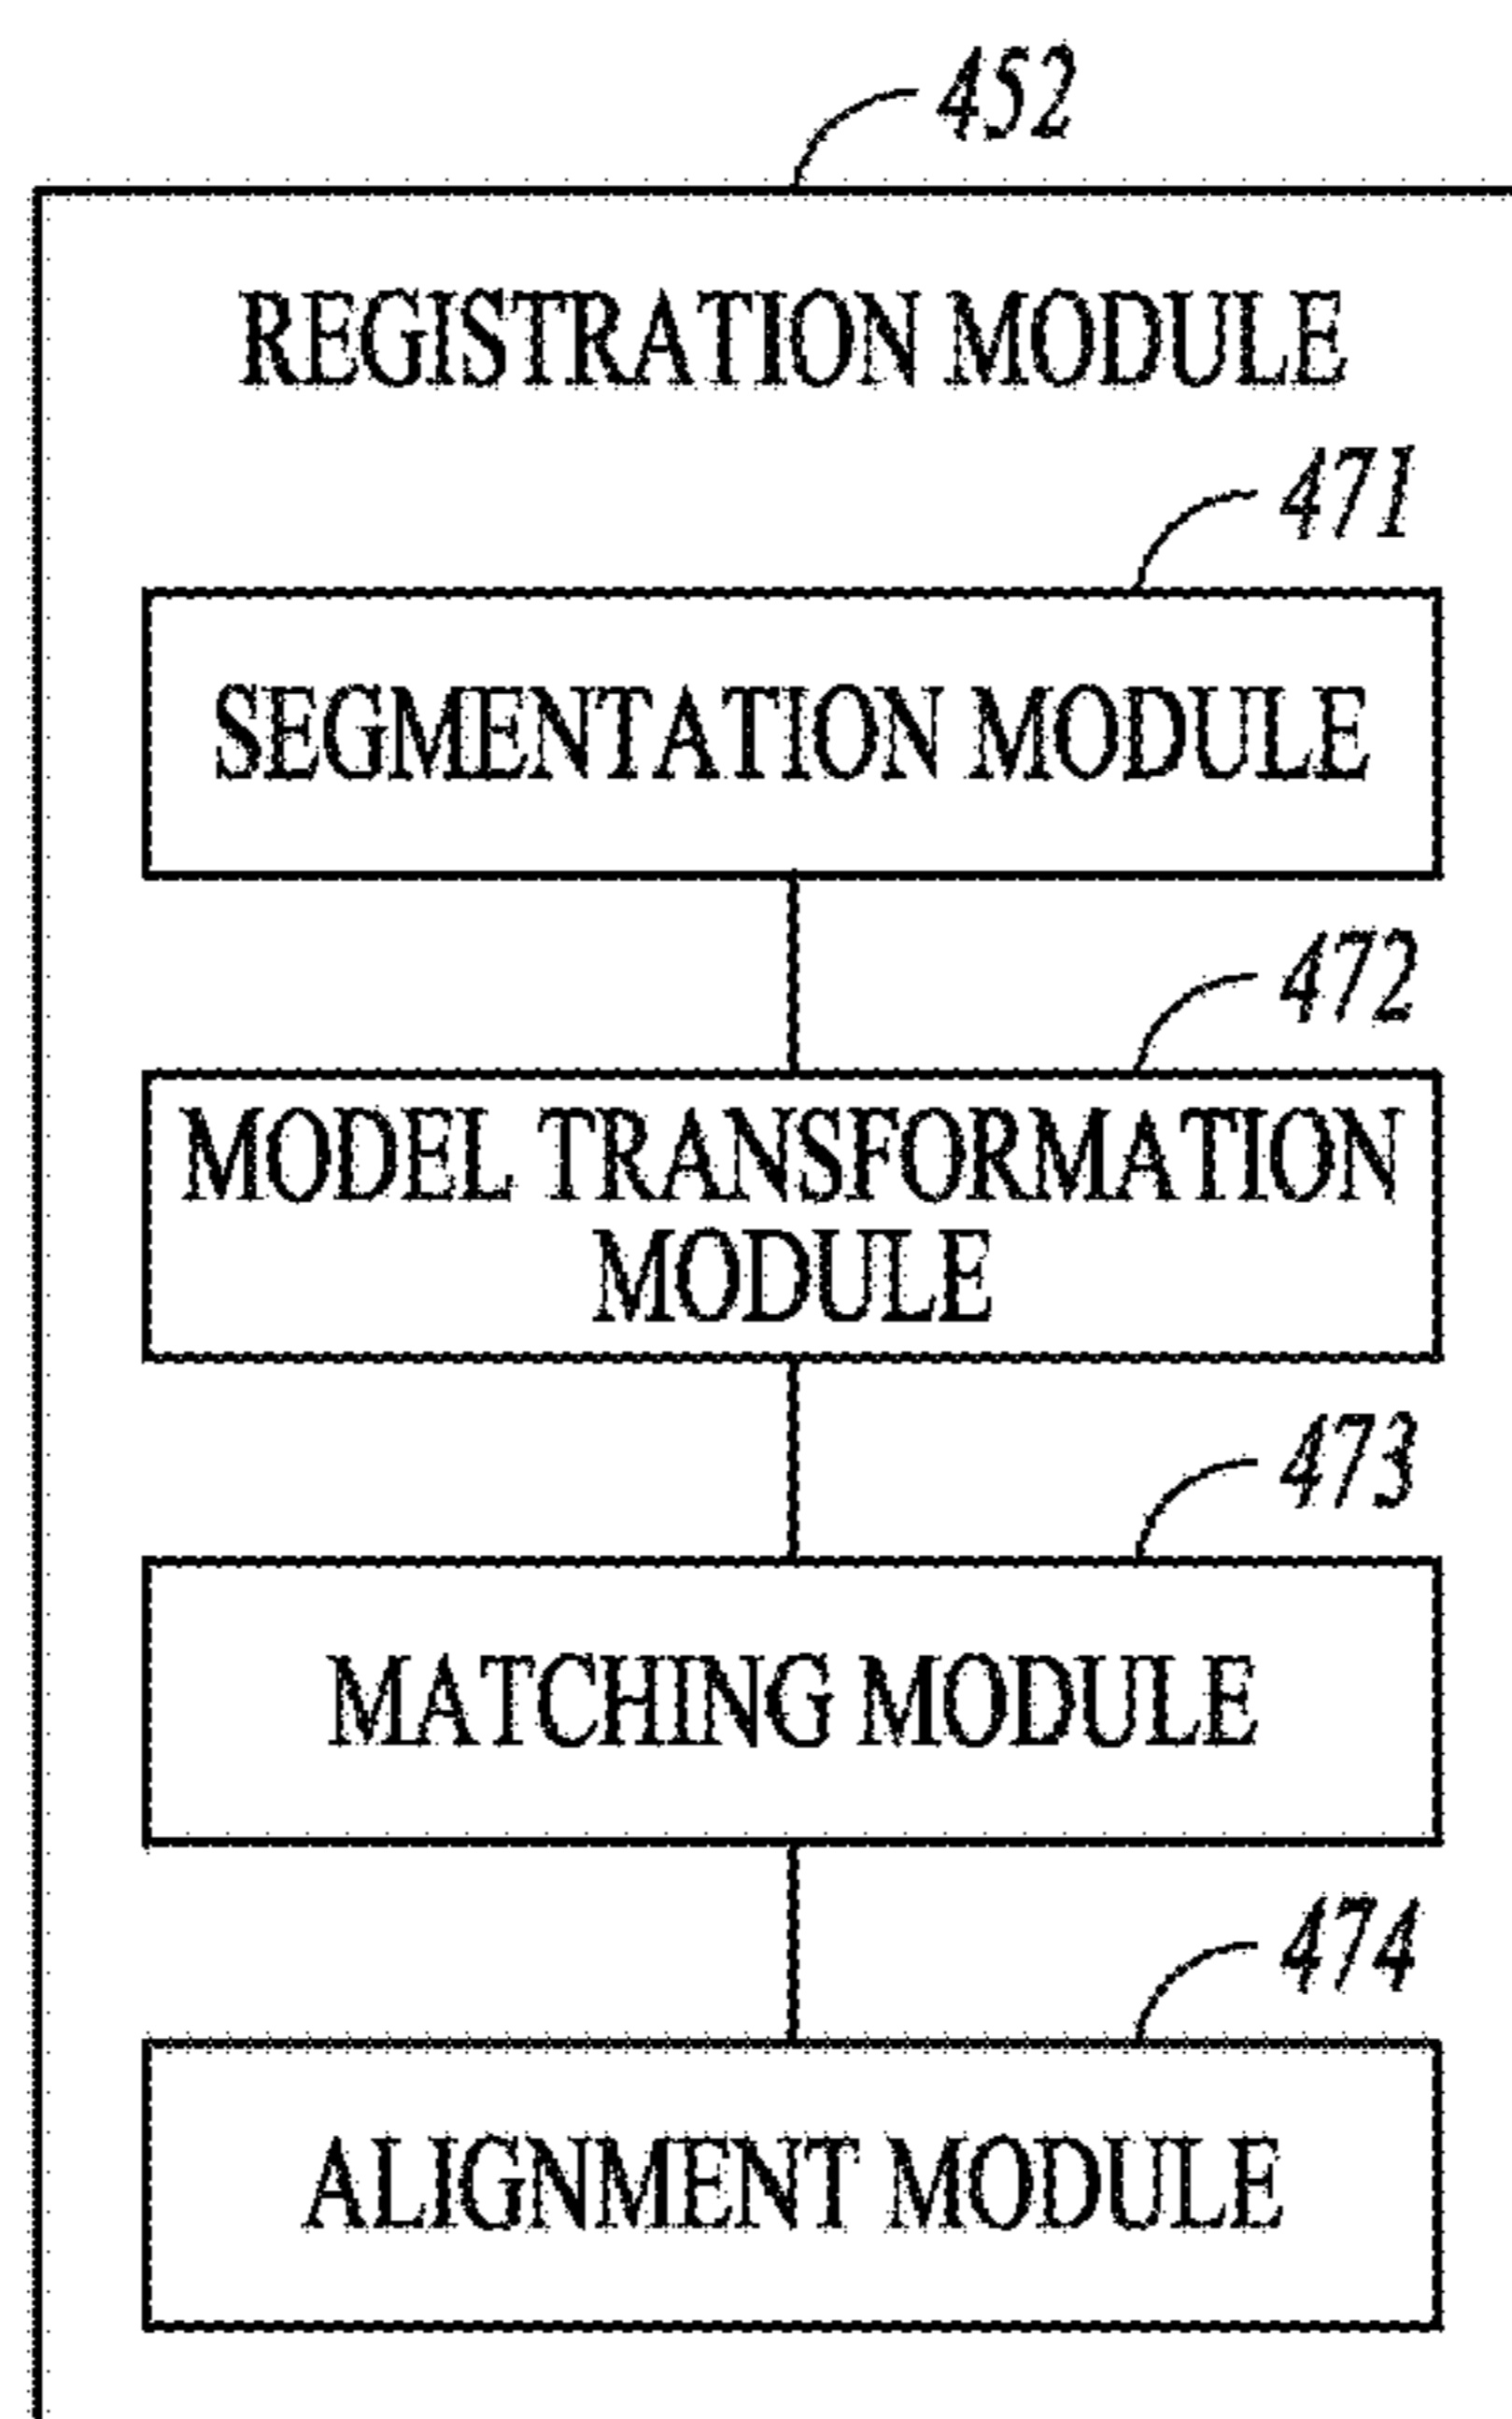 452
REGISTRATION MODULE
471
SEGMENTATION MODULE
472
MODEL TRANSFORMATION
MODULE
473
MATCHING MODULE
474
ALIGNMENT MODULE